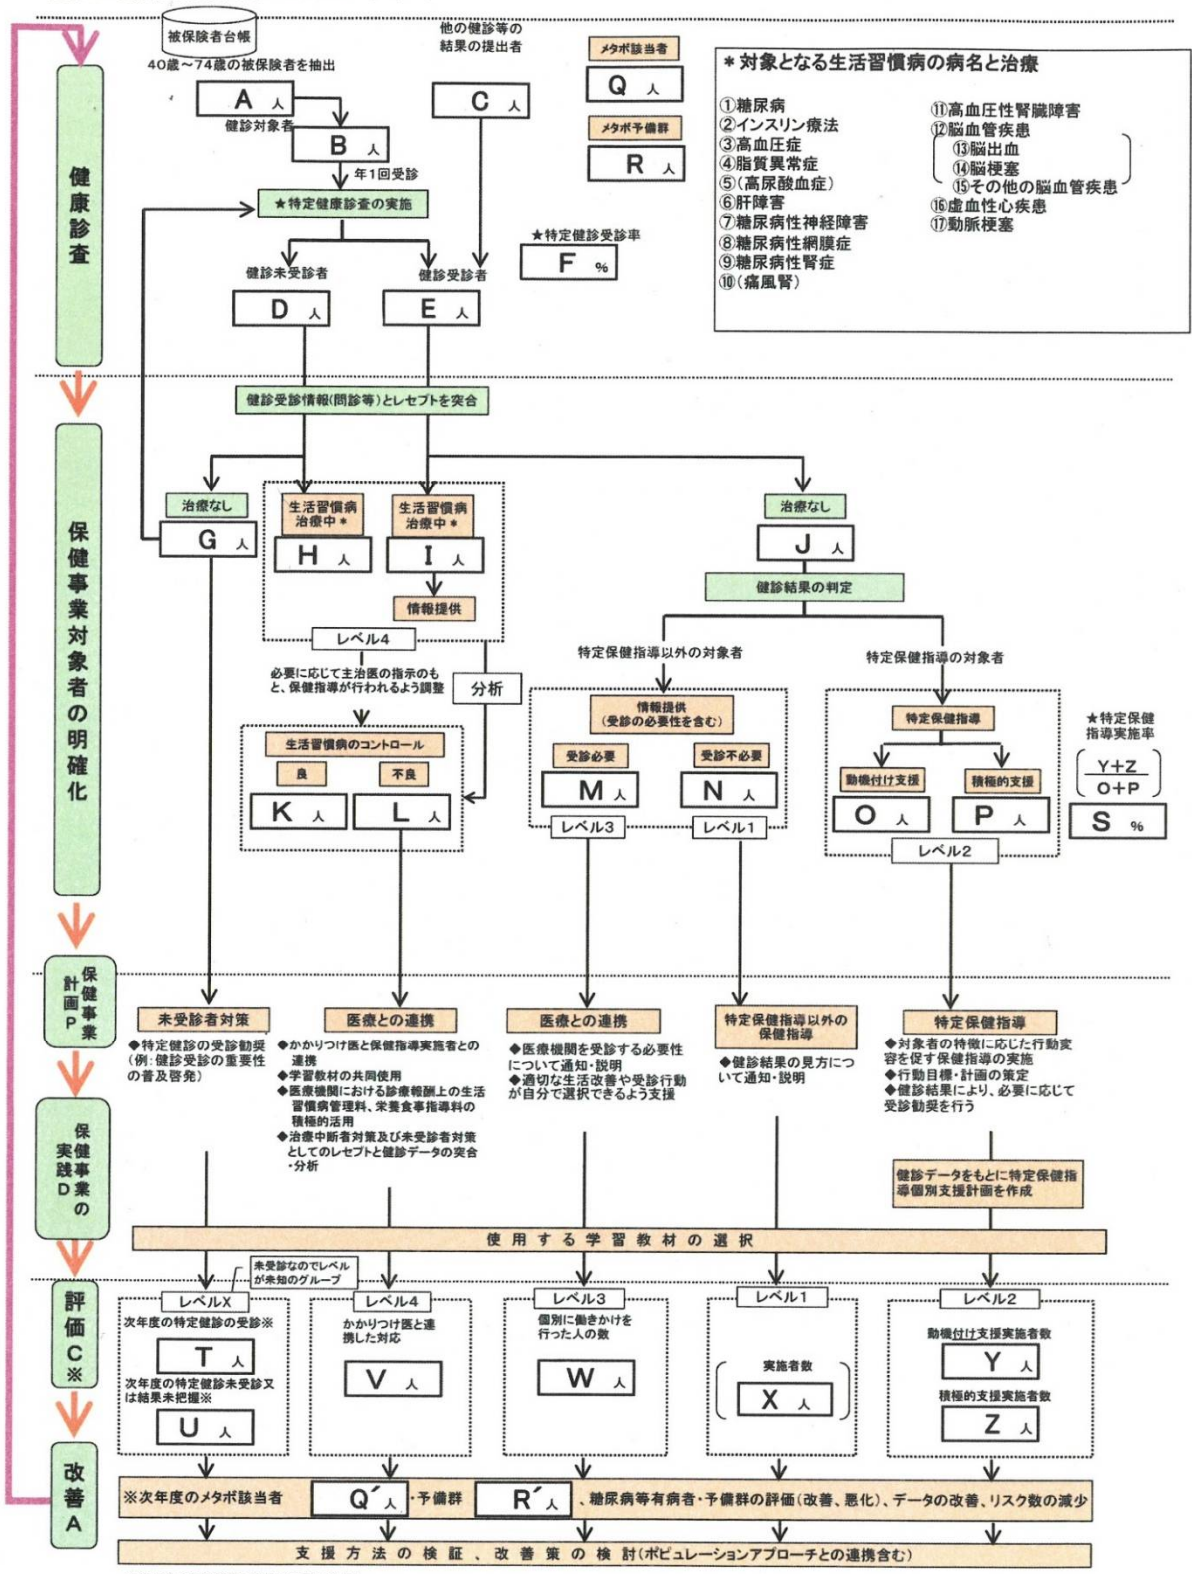 被保険者台帳
40歳～74歳の被保険者を抽出
A 人
健診対象者
B 人
年1回受診
他の健診等の
結果の提出者
C 人
メタボ該当者
Q 人
メタボ予備群
R 人
★特定健康診査の実施
★特定健診受診率
F %
健診未受診者
D 人
健診受診者
E 人
＊対象となる生活習慣病の病名と治療
①糖尿病
②インスリン療法
③高血圧症
④脂質異常症
⑤(高尿酸血症)
⑥肝障害
⑦糖尿病性神経障害
⑧糖尿病性網膜症
⑨糖尿病性腎症
⑩(痛風腎)
⑪高血圧性腎臓障害
⑫脳血管疾患
⑬脳出血
⑭脳梗塞
⑮その他の脳血管疾患
⑯虚血性心疾患
⑰動脈梗塞
健康診査
健診受診情報(問診等)とレセプトを突合
保健事業対象者の明確化
治療なし
G 人
生活習慣病
治療中＊
H 人
生活習慣病
治療中＊
I 人
情報提供
レベル4
治療なし
J 人
健診結果の判定
必要に応じて主治医の指示のも
と、保健指導が行われるよう調整
分析
生活習慣病のコントロール
良
K 人
不良
L 人
特定保健指導以外の対象者
情報提供
(受診の必要性を含む)
受診必要
M 人
受診不必要
N 人
レベル3
レベル1
特定保健指導の対象者
特定保健指導
動機付け支援
O 人
積極的支援
P 人
レベル2
★特定保健
指導実施率
Y+Z
O+P
S %
保健事業
計画P
未受診者対策
◆特定健診の受診勧奨
(例：健診受診の重要性
の普及啓発)
医療との連携
◆かかりつけ医と保健指導実施者との
連携
◆学習教材の共同使用
◆医療機関における診療報酬上の生活
習慣病管理料、栄養食事指導料の
積極的活用
◆治療中断者対策及び未受診者対策
としてのレセプトと健診データの突合
・分析
医療との連携
◆医療機関を受診する必要性
について通知・説明
◆適切な生活改善や受診行動
が自分で選択できるよう支援
特定保健指導以外の
保健指導
◆健診結果の見方につ
いて通知・説明
特定保健指導
◆対象者の特徴に応じた行動変
容を促す保健指導の実施
◆行動目標・計画の策定
◆健診結果により、必要に応じて
受診勧奨を行う
保健事業の
実践D
健診データをもとに特定保健指
導個別支援計画を作成
使用する学習教材の選択
未受診なのでレベル
が未知のグループ
評価C※
レベルX
次年度の特定健診の受診※
T 人
次年度の特定健診未受診又
は結果未把握※
U 人
レベル4
かかりつけ医と連
携した対応
V 人
レベル3
個別に働きかけを
行った人の数
W 人
レベル1
実施者数
X 人
レベル2
動機付け支援実施者数
Y 人
積極的支援実施者数
Z 人
改善A
※次年度のメタボ該当者 Q´人 ・予備群 R´人 、糖尿病等有病者・予備群の評価(改善、悪化)、データの改善、リスク数の減少
支援方法の検証、改善策の検討(ポピュレーションアプローチとの連携含む)